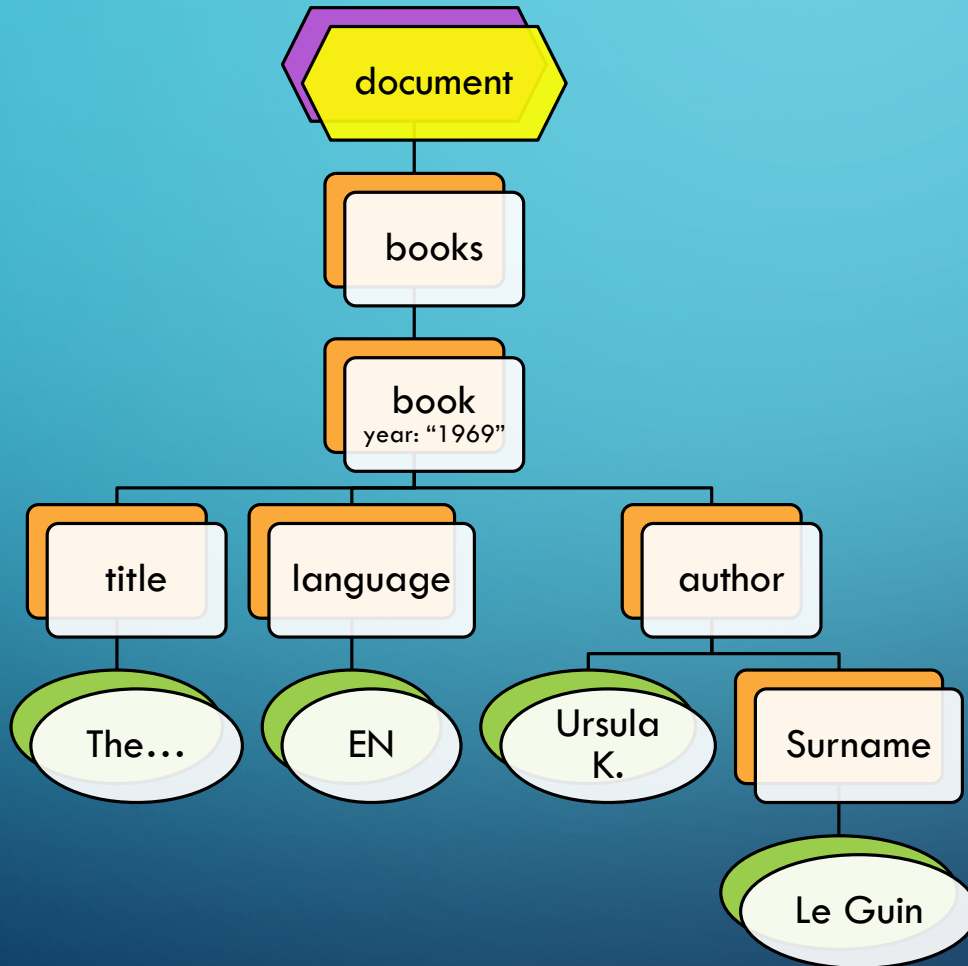 document
books
book
year: “1969”
title
language
author
The…
EN
Ursula
K.
Surname
Le Guin